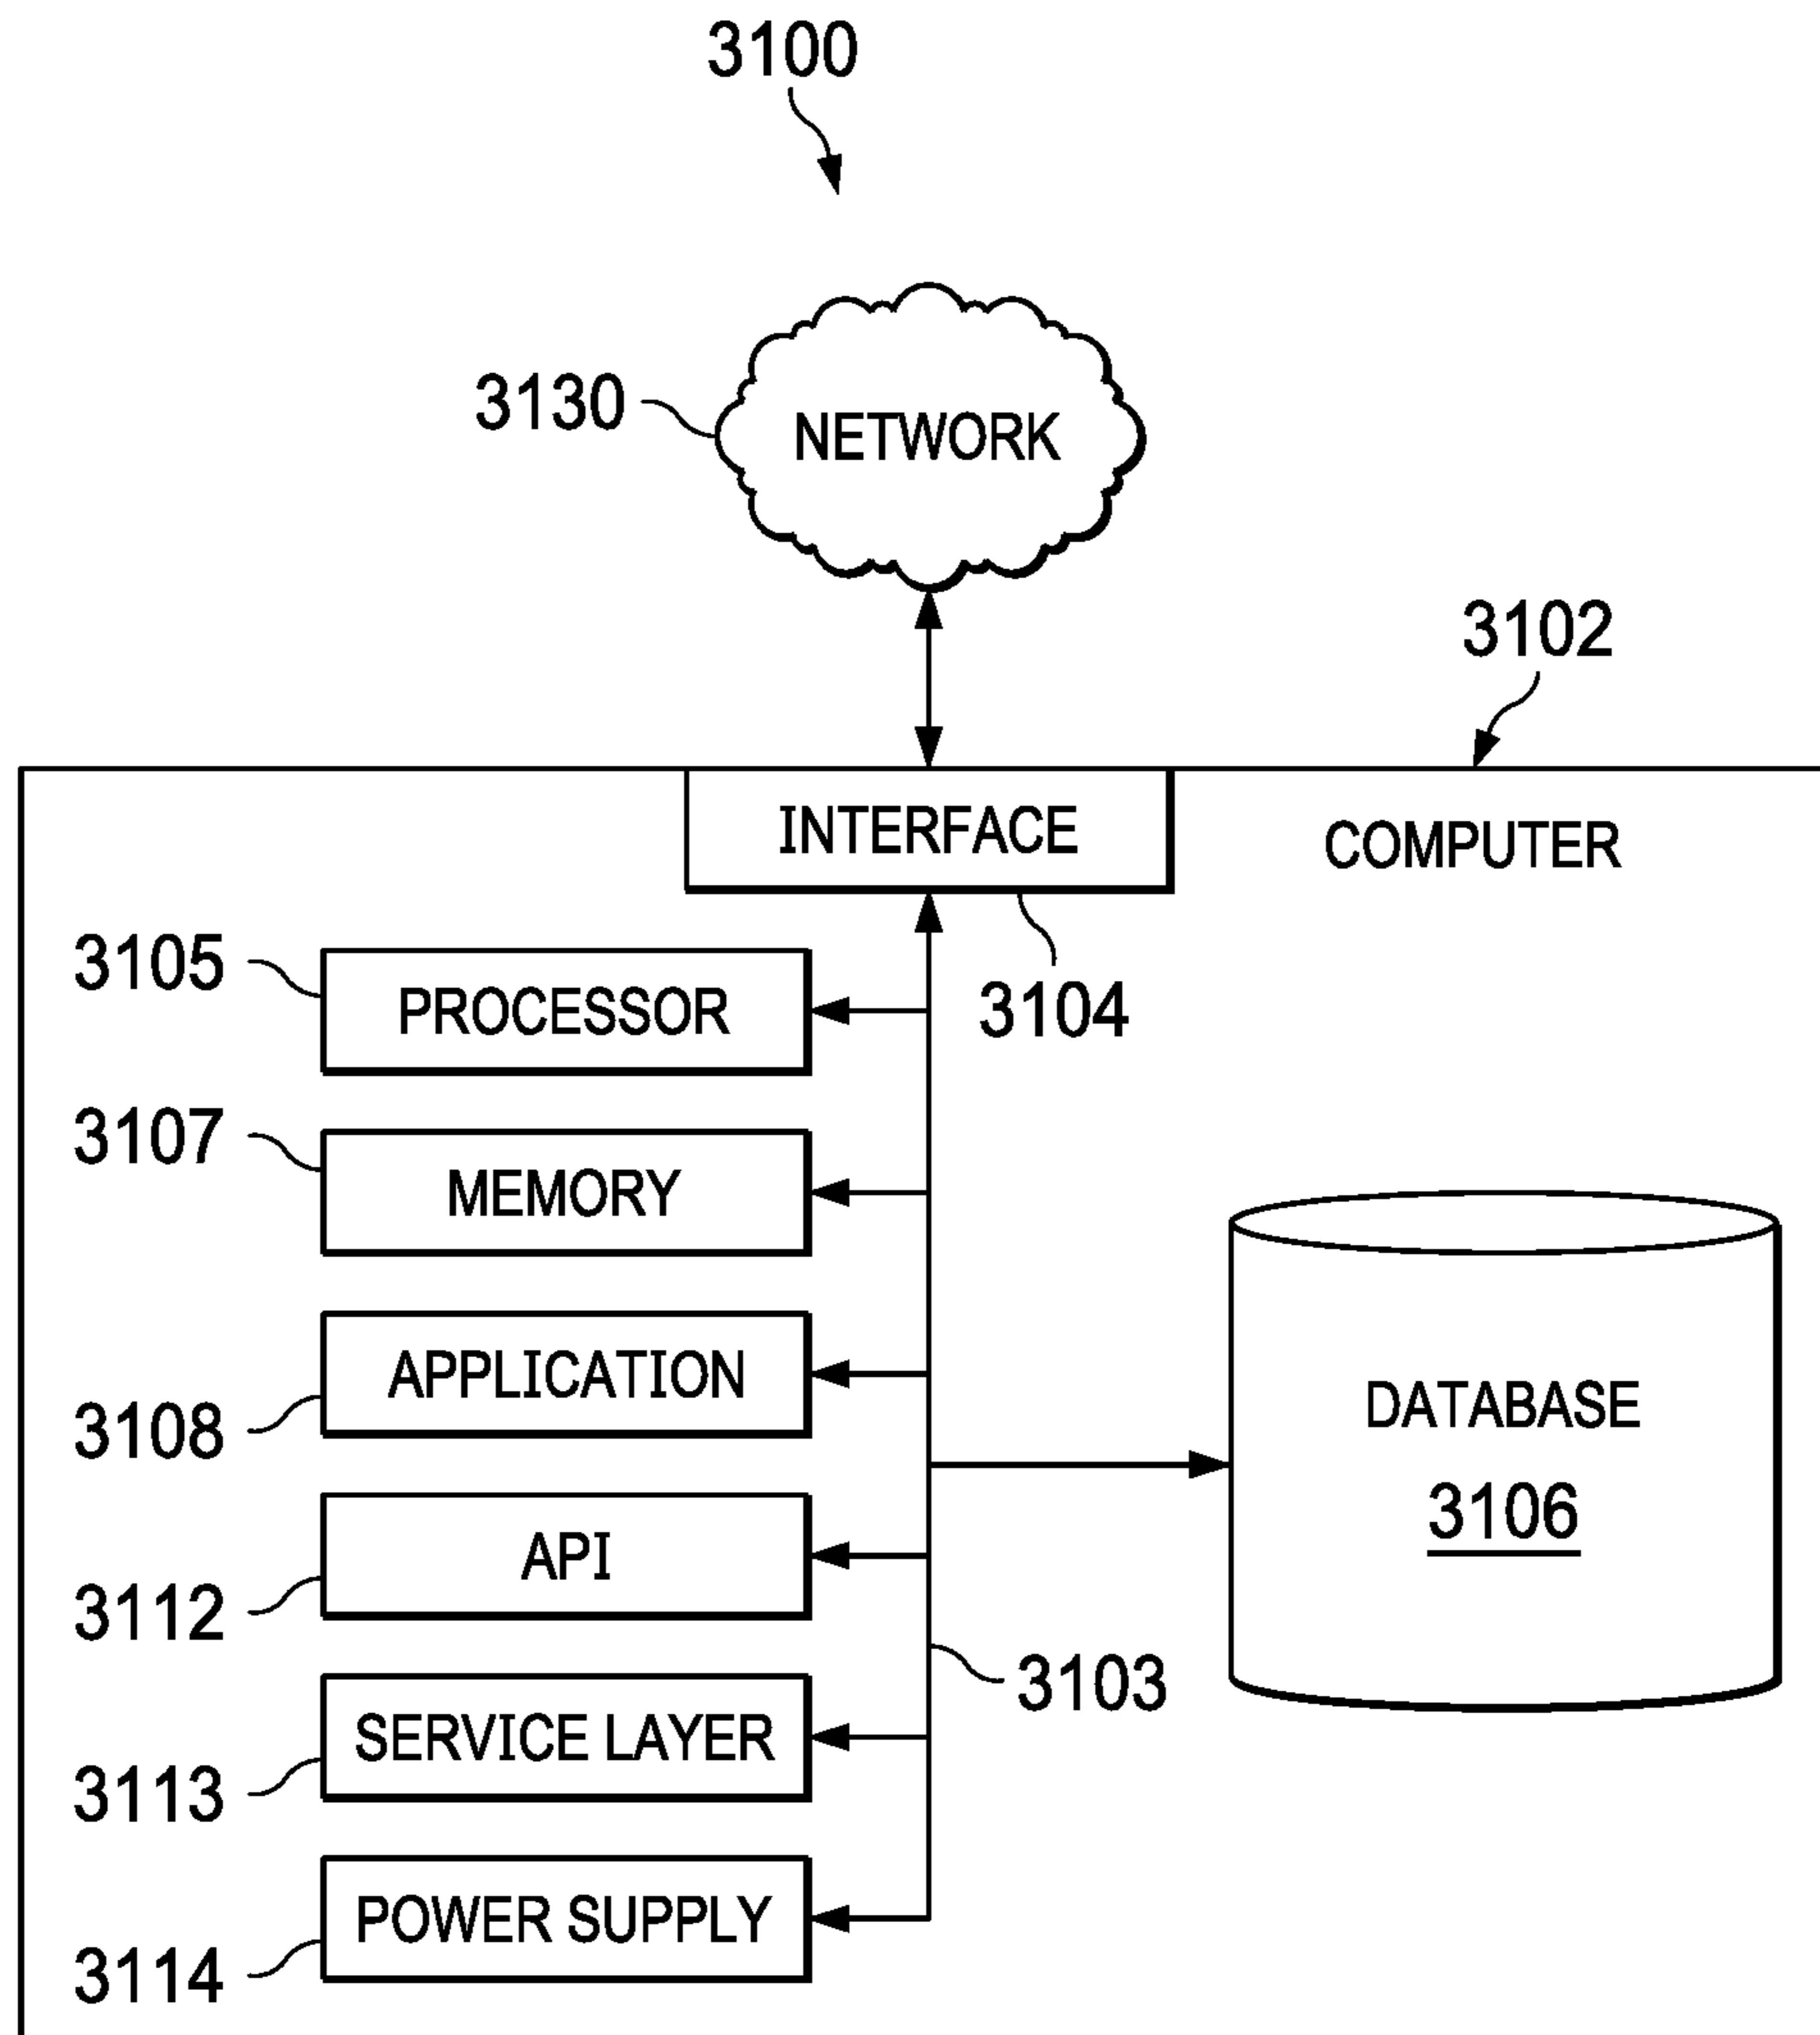 3100
3130
NETWORK
3102
INTERFACE
COMPUTER
3105
PROCESSOR
3104
3107
MEMORY
APPLICATION
3108
DATABASE
3106
API
3112
3103
SERVICE LAYER
3113
POWER SUPPLY
3114